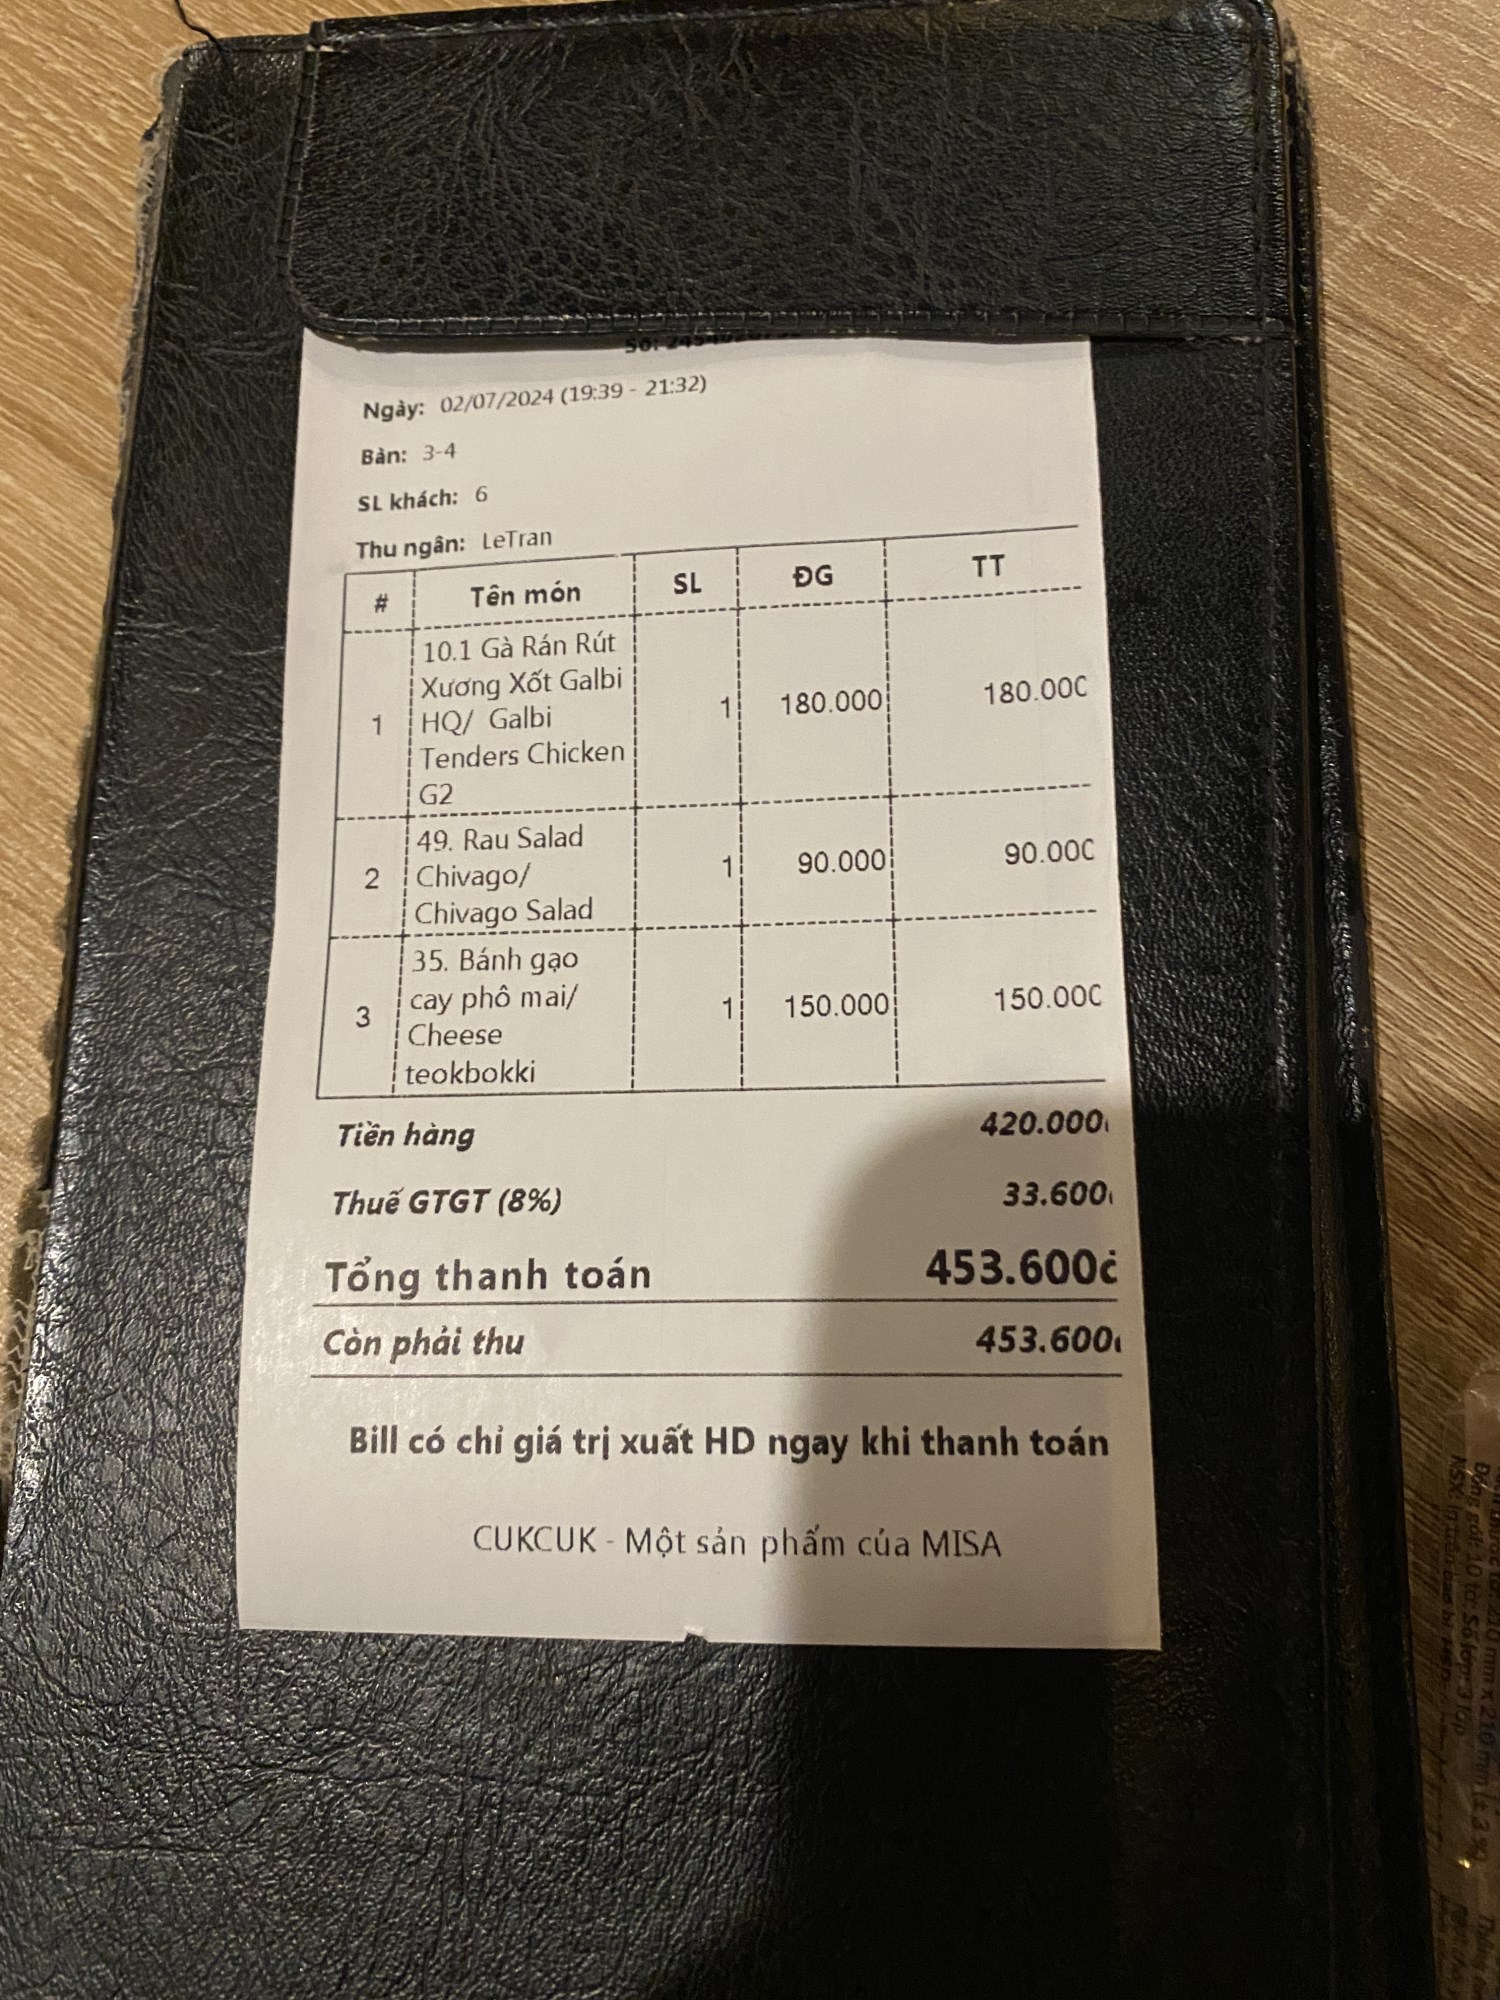 Ngày: 02/07/2024 (19:39 - 21:32)
Bàn: 3-4
SL khách: 6
Thu ngân: LeTran
# Tên món SL ĐG TT
10.1 Gà Rán Rút
Xương Xốt Galbi
1 HQ/ Galbi 1 180.000 180.000
Tenders Chicken
G2
49. Rau Salad
2 Chivago/ 1 90.000 90.000
Chivago Salad
35. Bánh gạo
3 cay phô mai/ 1 150.000 150.000
Cheese
teokbokki
Tiền hàng 420.000
Thuế GTGT (8%) 33.600
Tổng thanh toán 453.600
Còn phải thu 453.600
Bill có chỉ giá trị xuất HD ngay khi thanh toán
CUKCUK - Một sản phẩm của MISA